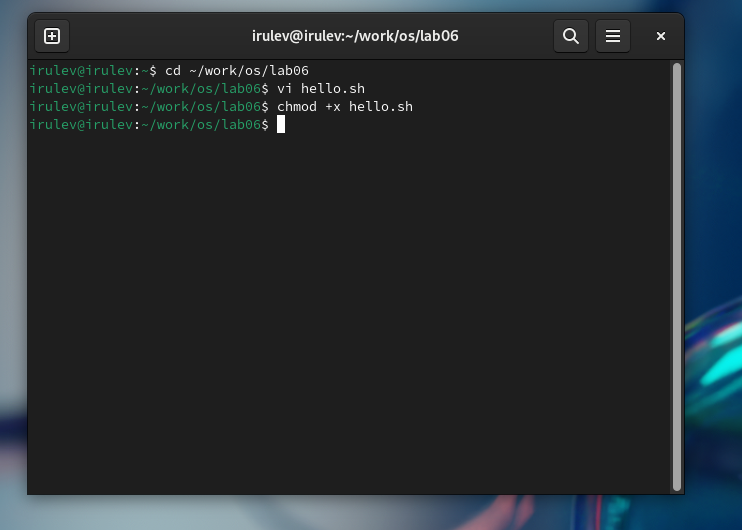 irulev@irulev:~/work/os/lab06
irulev@irulev:~$ cd ~/work/os/lab06
irulev@irulev:~/work/os/lab06$ vi hello.sh
irulev@irulev:~/work/os/lab06$ chmod +x hello.sh
irulev@irulev:~/work/os/lab06$